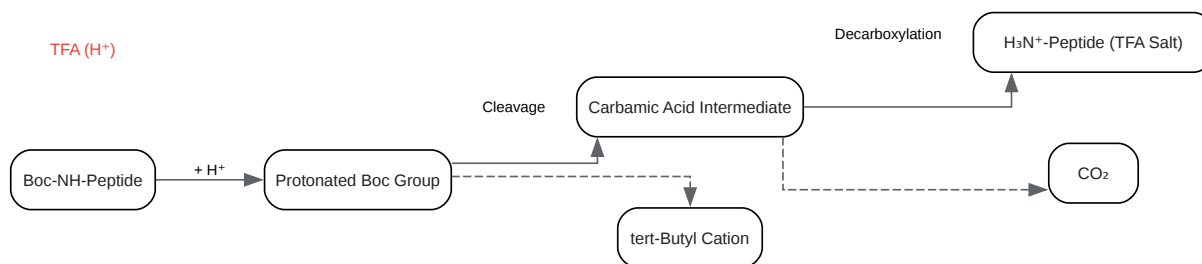 TFA (H⁺)
Boc-NH-Peptide
+ H⁺
Protonated Boc Group
Cleavage
Carbamic Acid Intermediate
tert-Butyl Cation
Decarboxylation
H₃N⁺-Peptide (TFA Salt)
CO₂